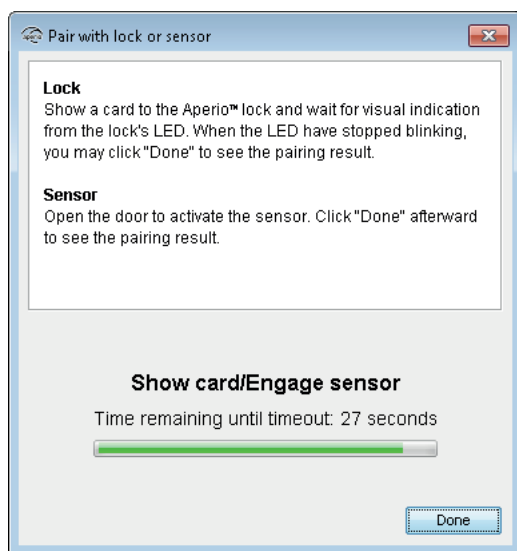 Pair with lock or sensor
Lock
Show a card to the Aperio™ lock and wait for visual indication
from the lock's LED. When the LED have stopped blinking,
you may click "Done" to see the pairing result.
Sensor
Open the door to activate the sensor. Click "Done" afterward
to see the pairing result.
Show card/Engage sensor
Time remaining until timeout: 27 seconds
Done